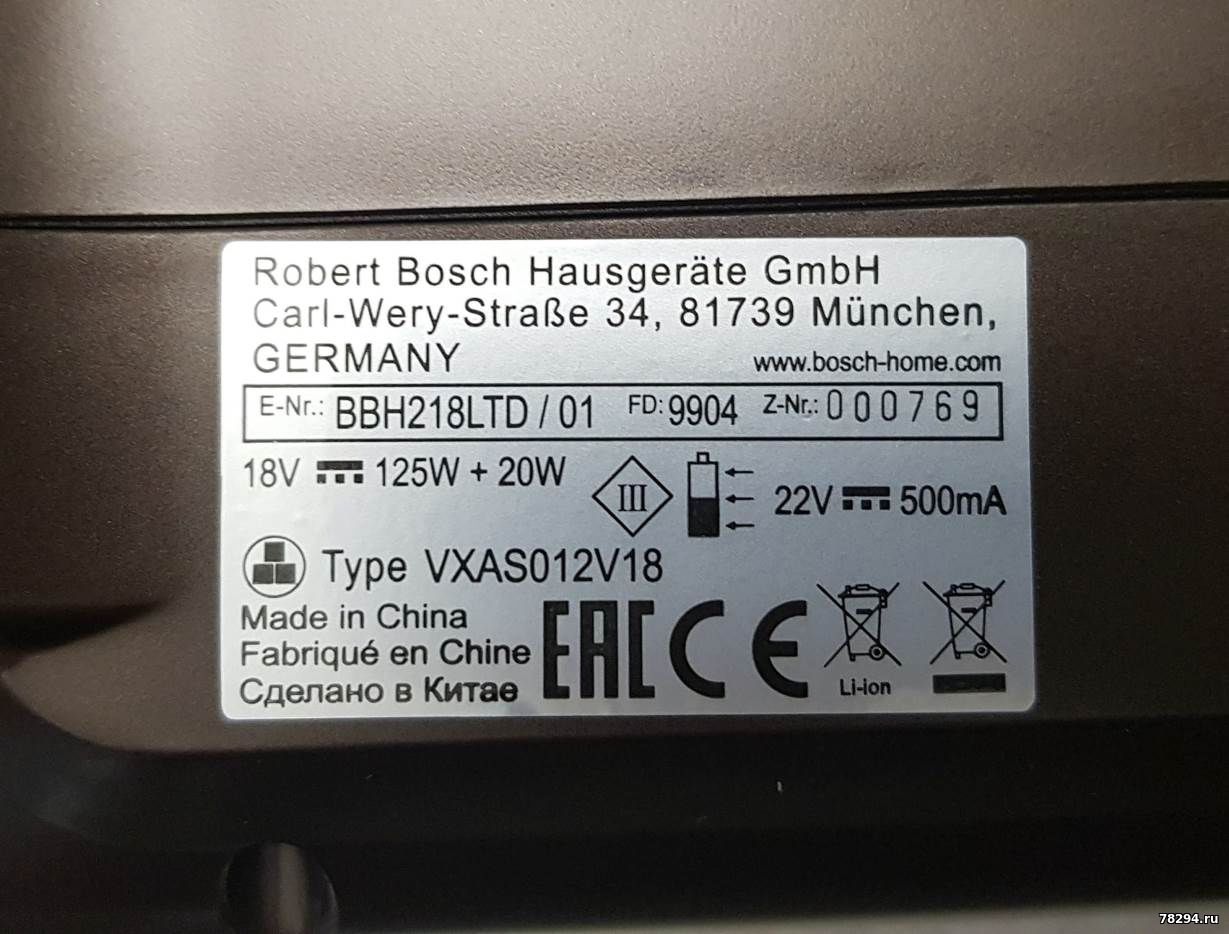 Robert Bosch Hausgeräte GmbH
Carl-Wery-Straße 34, 81739 München,
GERMANY www.bosch-home.com
E-Nr.: BBH218LTD / 01 FD: 9904 Z-Nr.: 000769
18V 125W + 20W III 22V 500mA
Type VXAS012V18
Made in China
Fabriqué en Chine
Сделано в Китае
EAC CE
Li-ion
78294.ru